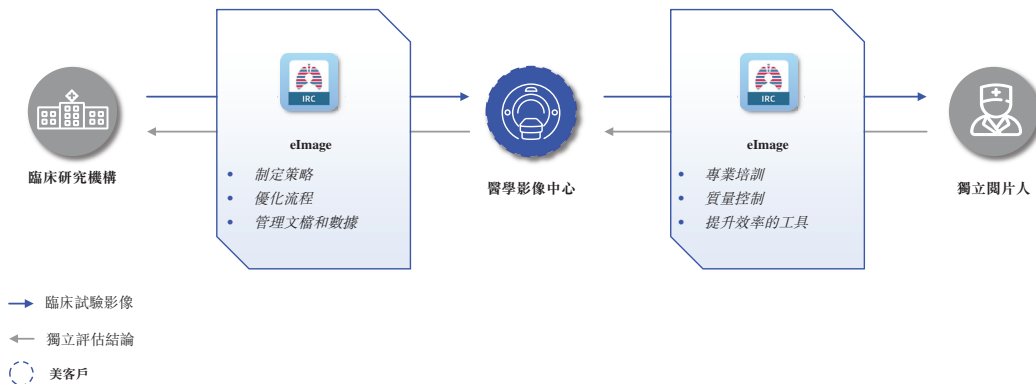 IRC
IRC
eImage
eImage
臨床研究機構
• 制定策略
• 優化流程
• 管理文檔和數據
醫學影像中心
• 專業培訓
• 質量控制
• 提升效率的工具
獨立閱片人
臨床試驗影像
獨立評估結論
美客戶